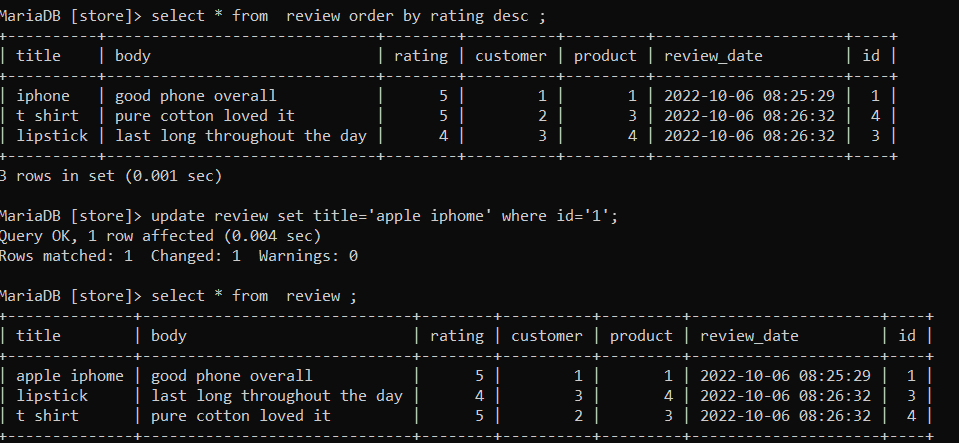 MariaDB [store]> select * from  review order by rating desc ;
+----------+------------------------------+--------+----------+---------+---------------------+----+
| title    | body                         | rating | customer | product | review_date         | id |
+----------+------------------------------+--------+----------+---------+---------------------+----+
| iphone   | good phone overall           |      5 |        1 |       1 | 2022-10-06 08:25:29 |  1 |
| t shirt  | pure cotton loved it         |      5 |        2 |       3 | 2022-10-06 08:26:32 |  4 |
| lipstick | last long throughout the day |      4 |        3 |       4 | 2022-10-06 08:26:32 |  3 |
+----------+------------------------------+--------+----------+---------+---------------------+----+
3 rows in set (0.001 sec)

MariaDB [store]> update review set title='apple iphome' where id='1';
Query OK, 1 row affected (0.004 sec)
Rows matched: 1  Changed: 1  Warnings: 0

MariaDB [store]> select * from  review ;
+--------------+------------------------------+--------+----------+---------+---------------------+----+
| title        | body                         | rating | customer | product | review_date         | id |
+--------------+------------------------------+--------+----------+---------+---------------------+----+
| apple iphome | good phone overall           |      5 |        1 |       1 | 2022-10-06 08:25:29 |  1 |
| lipstick     | last long throughout the day |      4 |        3 |       4 | 2022-10-06 08:26:32 |  3 |
| t shirt      | pure cotton loved it         |      5 |        2 |       3 | 2022-10-06 08:26:32 |  4 |
+--------------+------------------------------+--------+----------+---------+---------------------+----+